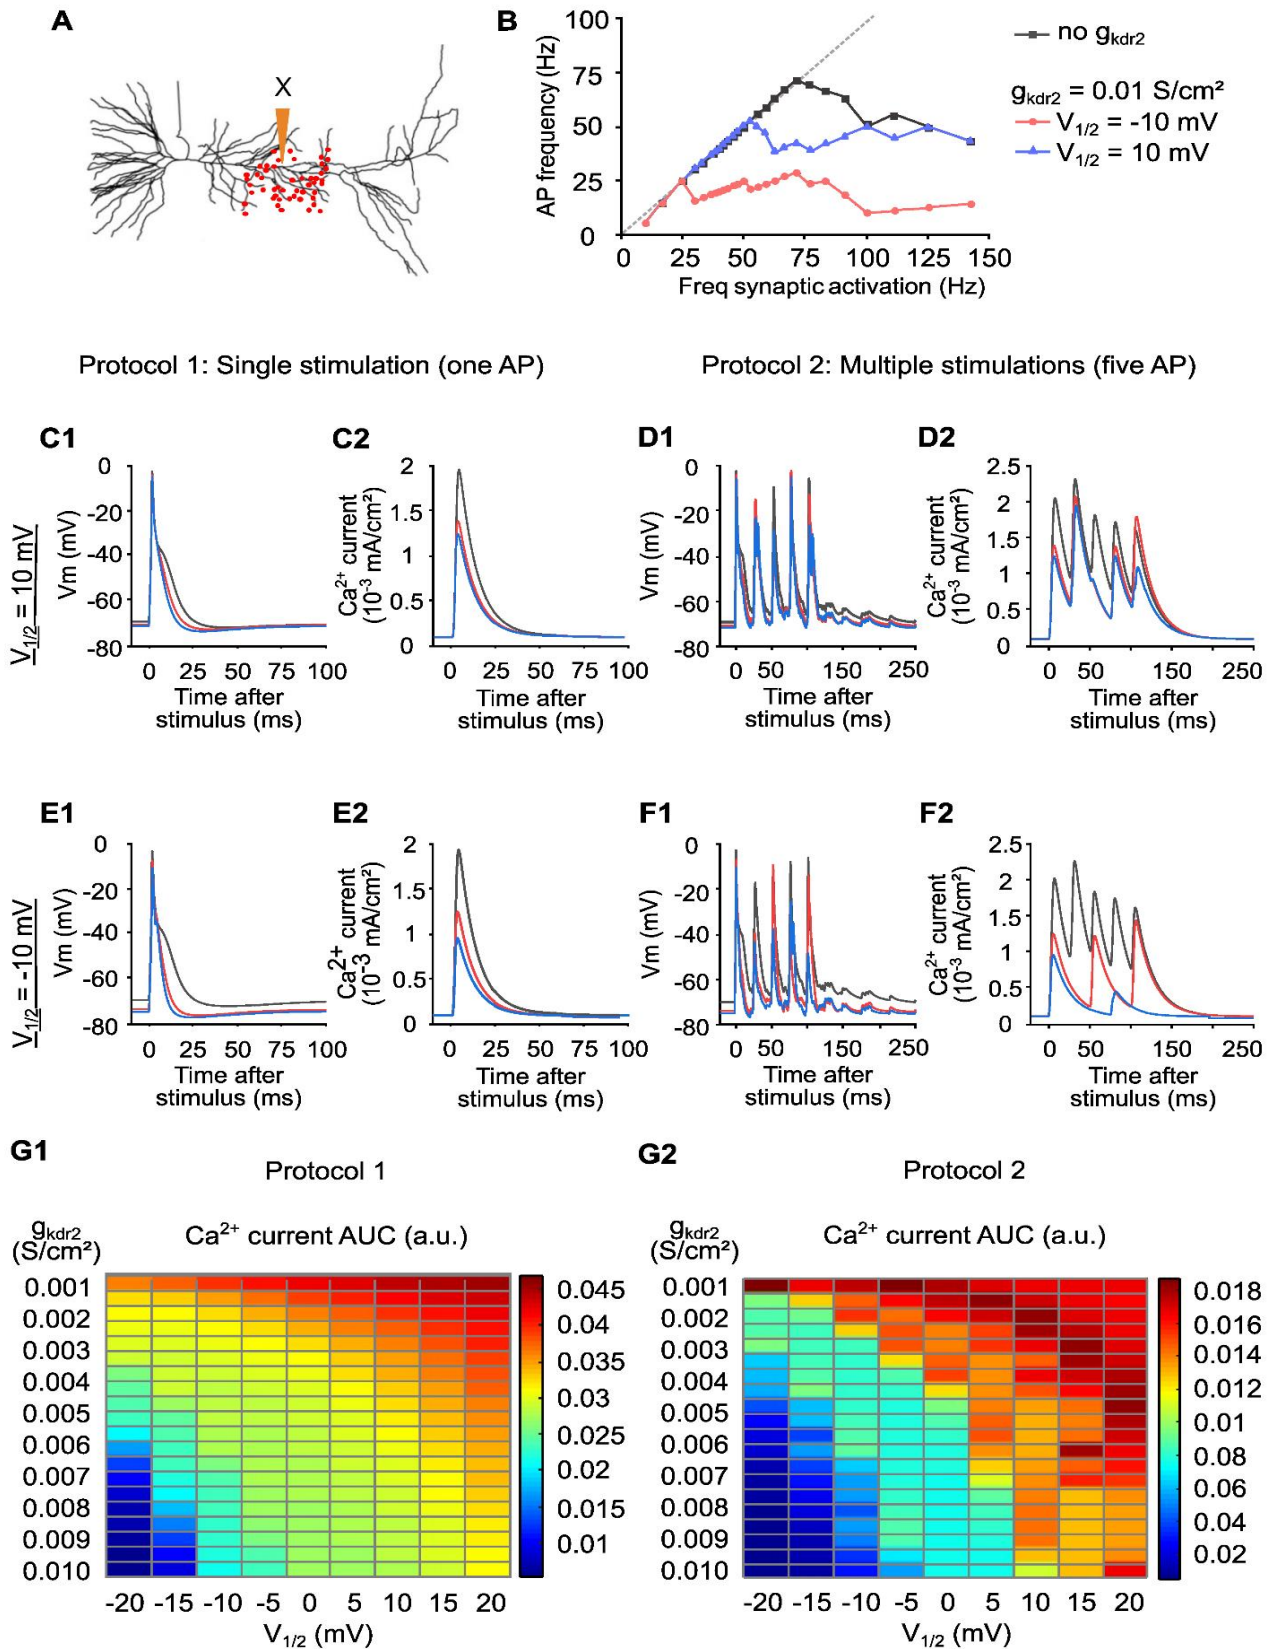 A
X
B
AP frequency (Hz)
100
75
50
25
0
0 25 50 75 100 125 150
Freq synaptic activation (Hz)
no gkdr2
gkdr2 = 0.01 S/cm²
V1/2 = -10 mV
V1/2 = 10 mV
Protocol 1: Single stimulation (one AP)
Protocol 2: Multiple stimulations (five AP)
V1/2 = 10 mV
C1
Vm (mV)
0
-20
-40
-60
-80
0 25 50 75 100
Time after
stimulus (ms)
C2
Ca²⁺ current
(10⁻³ mA/cm²)
2
1.5
1
0.5
0
0 25 50 75 100
Time after
stimulus (ms)
D1
Vm (mV)
0
-20
-40
-60
-80
0 50 150 250
Time after
stimulus (ms)
D2
Ca²⁺ current
(10⁻³ mA/cm²)
2.5
2
1.5
1
0.5
0
0 50 150 250
Time after
stimulus (ms)
V1/2 = -10 mV
E1
Vm (mV)
0
-20
-40
-60
-80
0 25 50 75 100
Time after
stimulus (ms)
E2
Ca2+ current
(10⁻³ mA/cm²)
2
1.5
1
0.5
0
0 25 50 75 100
Time after
stimulus (ms)
F1
Vm (mV)
0
-20
-40
-60
-80
0 50 150 250
Time after
stimulus (ms)
F2
Ca²⁺ current
(10⁻³ mA/cm²)
2.5
2
1.5
1
0.5
0
0 50 150 250
Time after
stimulus (ms)
G1
Protocol 1
gkdr2
(S/cm²)
Ca²⁺ current AUC (a.u.)
0.001
0.002
0.003
0.004
0.005
0.006
0.007
0.008
0.009
0.010
0.045
0.04
0.035
0.03
0.025
0.02
0.015
0.01
-20 -15 -10 -5 0 5 10 15 20
V1/2 (mV)
G2
Protocol 2
gkdr2
(S/cm²)
Ca²⁺ current AUC (a.u.)
0.001
0.002
0.003
0.004
0.005
0.006
0.007
0.008
0.009
0.010
0.018
0.016
0.014
0.012
0.01
0.08
0.06
0.04
0.02
-20 -15 -10 -5 0 5 10 15 20
V1/2 (mV)